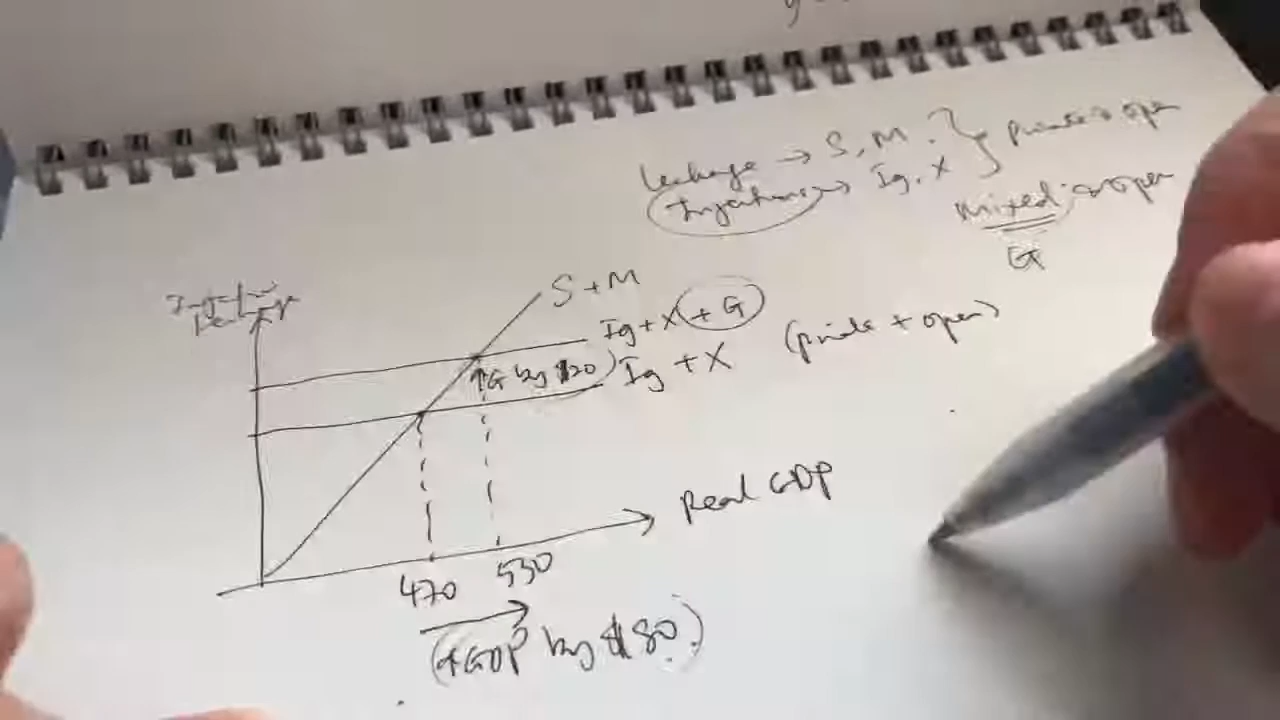 leakage → S, M
Injections → Ig, X
private & open
mixed open
G
S + M
Ig + X + G
↑G by $20
Ig + X
(private + open)
Real GDP
470 530
(↑GDP by $80)